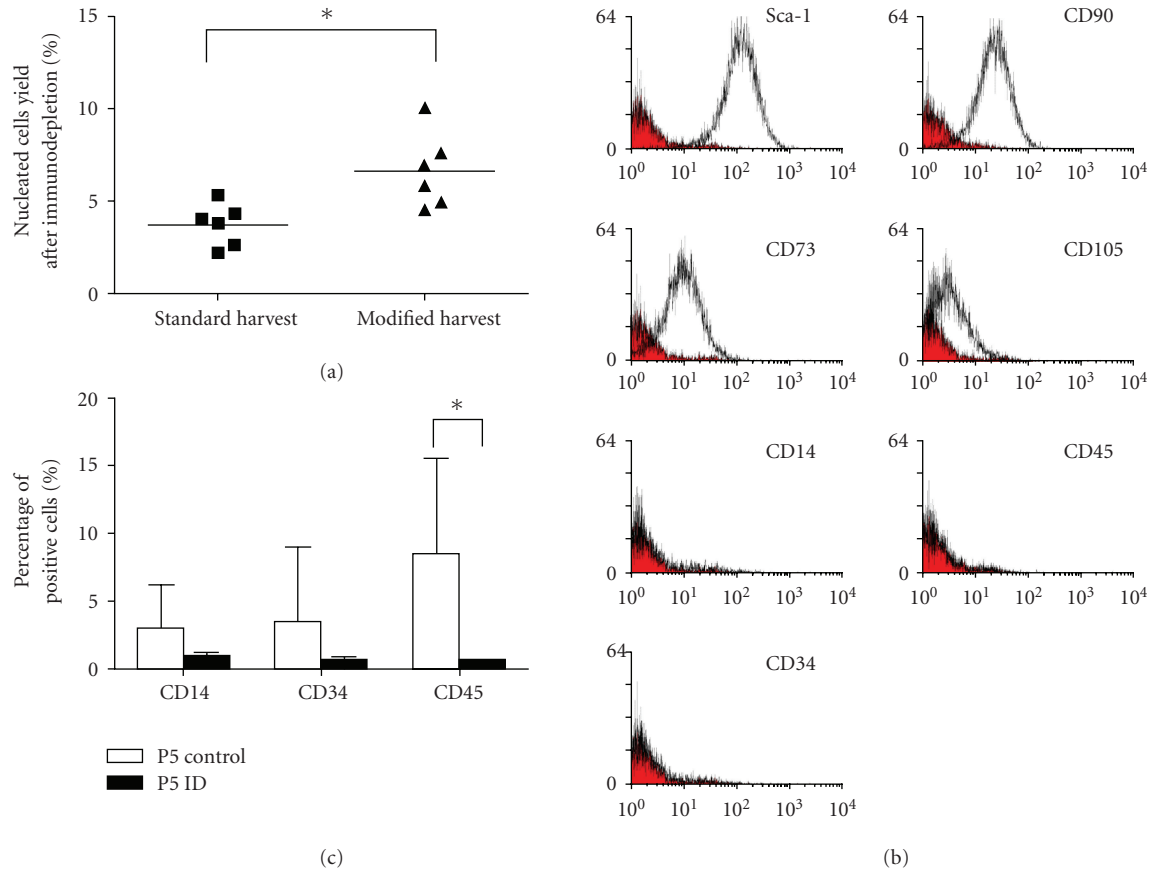 15
10
5
0
Nucleated cells yield
after immunodepletion (%)
*
Standard harvest
Modified harvest
(a)
20
15
10
5
0
Percentage of
positive cells (%)
*
CD14
CD34
CD45
P5 control
P5 ID
(c)
64
0
Sca-1
10⁰ 10¹ 10² 10³ 10⁴
64
0
CD90
10⁰ 10¹ 10² 10³ 10⁴
64
0
CD73
10⁰ 10¹ 10² 10³ 10⁴
64
0
CD105
10⁰ 10¹ 10² 10³ 10⁴
64
0
CD14
10⁰ 10¹ 10² 10³ 10⁴
64
0
CD45
10⁰ 10¹ 10² 10³ 10⁴
64
0
CD34
10⁰ 10¹ 10² 10³ 10⁴
(b)